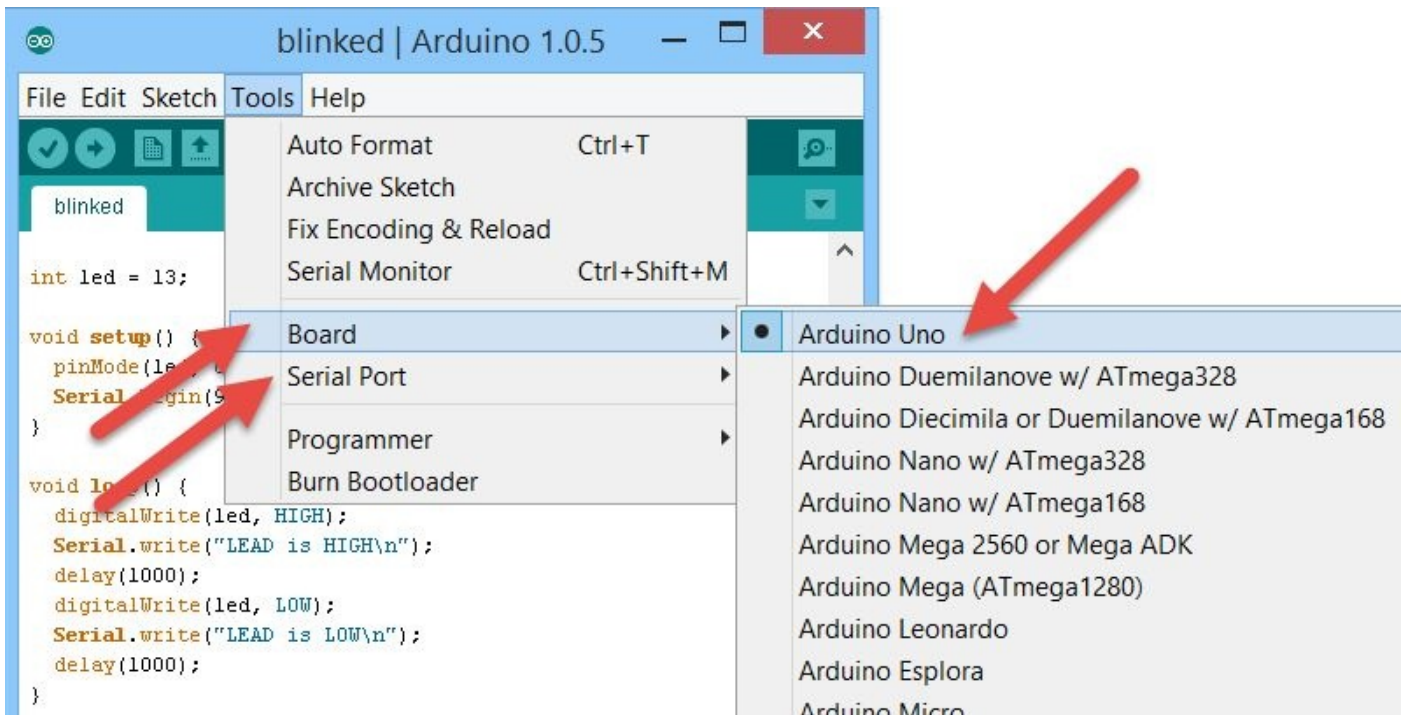 blinked | Arduino 1.0.5
File Edit Sketch Tools Help
Auto Format Ctrl+T
Archive Sketch
Fix Encoding & Reload
Serial Monitor Ctrl+Shift+M
Board
Serial Port
Programmer
Burn Bootloader
blinked
int led = 13;
void setup() {
pinMode(led,
}
void () {
digitalWrite(led, HIGH);
Serial.write("LEAD is HIGH\n");
delay(1000);
digitalWrite(led, LOW);
Serial.write("LEAD is LOW\n");
delay(1000);
}
Arduino Uno
Arduino Duemilanove w/ ATmega328
Arduino Diecimila or Duemilanove w/ ATmega168
Arduino Nano w/ ATmega328
Arduino Nano w/ ATmega168
Arduino Mega 2560 or Mega ADK
Arduino Mega (ATmega1280)
Arduino Leonardo
Arduino Esplora
Arduino Micro